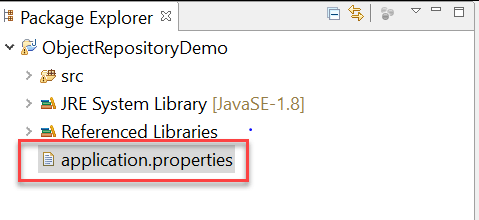 Package Explorer
ObjectRepositoryDemo
src
JRE System Library [JavaSE-1.8]
Referenced Libraries
application.properties